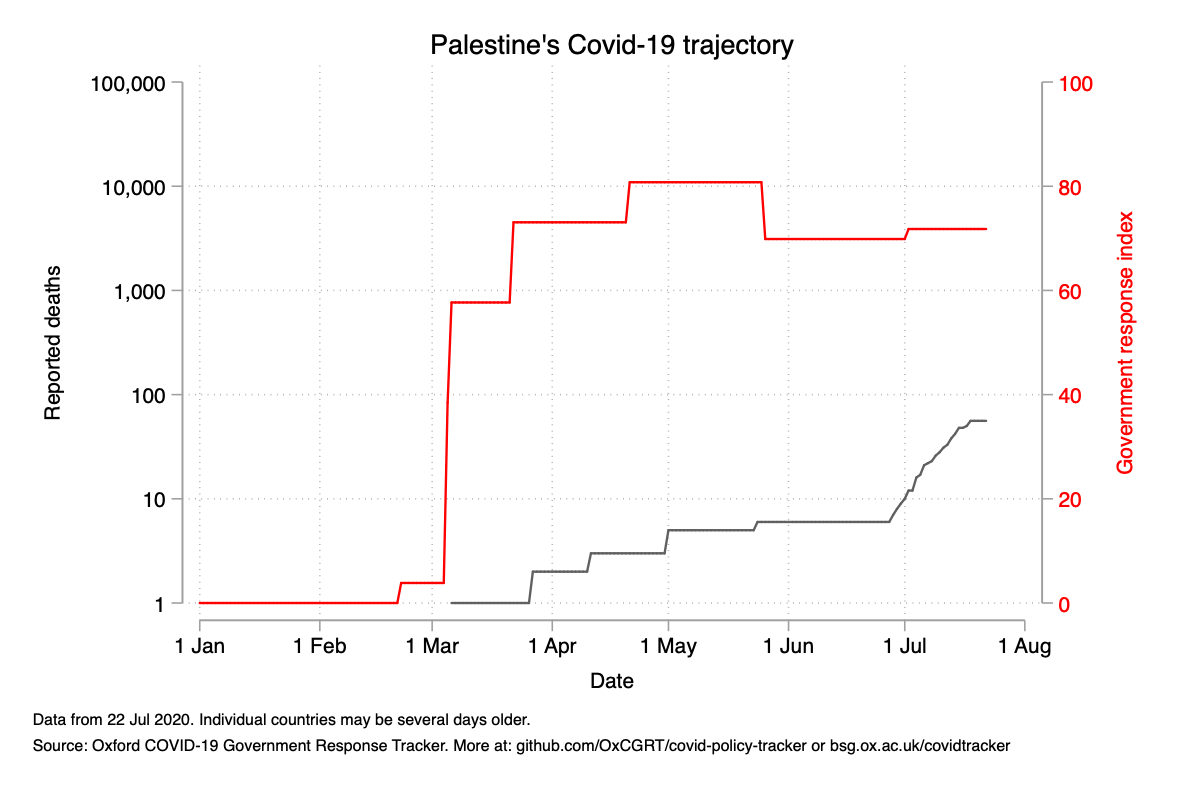 Palestine's Covid-19 trajectory
100,000
10,000
1,000
100
10
1
Reported deaths
100
80
60
40
20
0
Government response index
1 Jan 1 Feb 1 Mar 1 Apr 1 May 1 Jun 1 Jul 1 Aug
Date
Data from 22 Jul 2020. Individual countries may be several days older.
Source: Oxford COVID-19 Government Response Tracker. More at: github.com/OxCGRT/covid-policy-tracker or bsg.ox.ac.uk/covidtracker